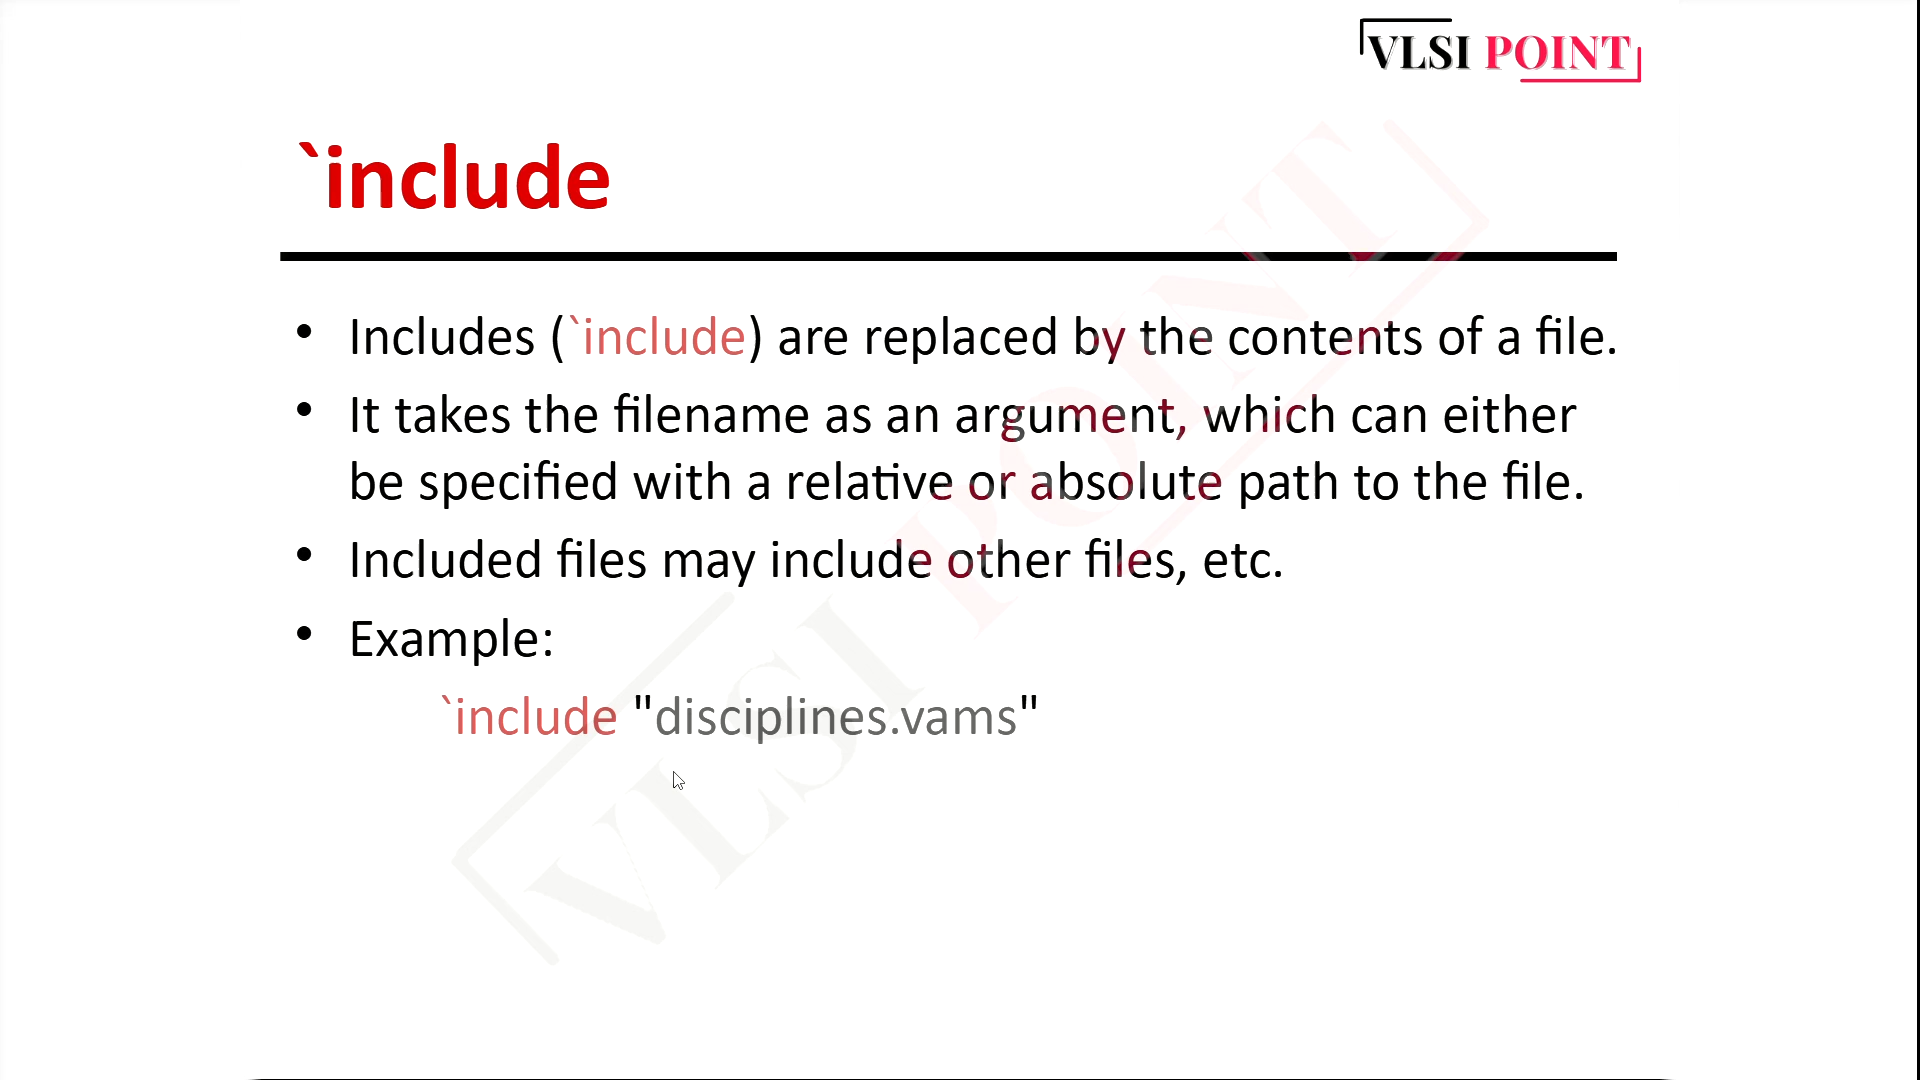 VLSI POINT
`include
• Includes (`include) are replaced by the contents of a file.
• It takes the filename as an argument, which can either
be specified with a relative or absolute path to the file.
• Included files may include other files, etc.
• Example:
`include "disciplines.vams"
VLSI POINT